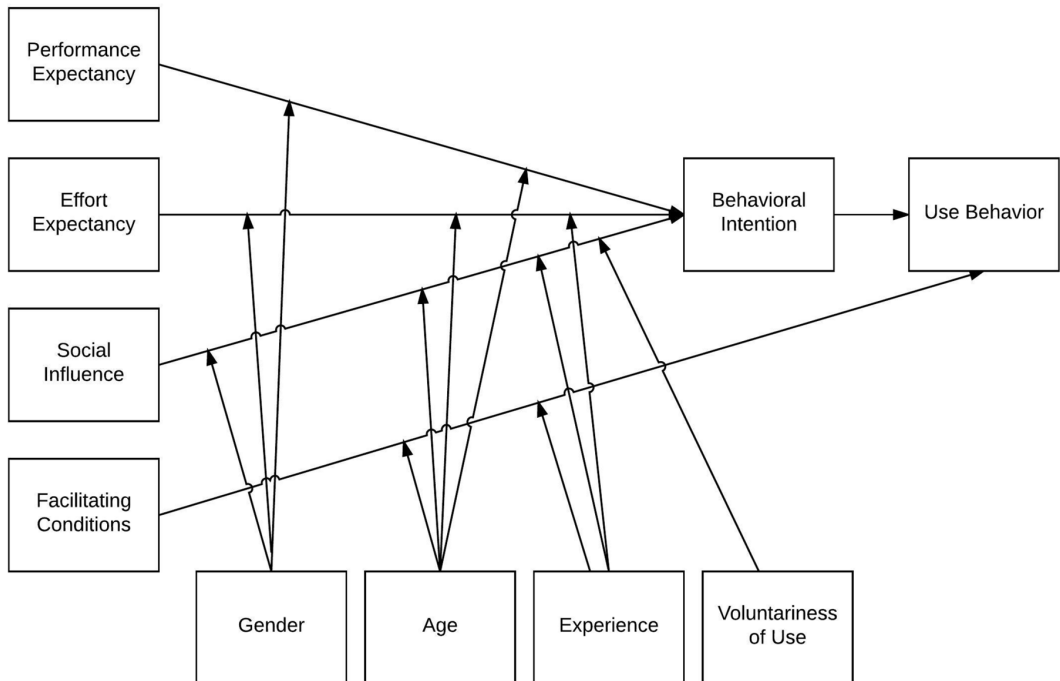 Performance
Expectancy
Effort
Expectancy
Behavioral
Intention
Use Behavior
Social
Influence
Facilitating
Conditions
Gender
Age
Experience
Voluntariness
of Use